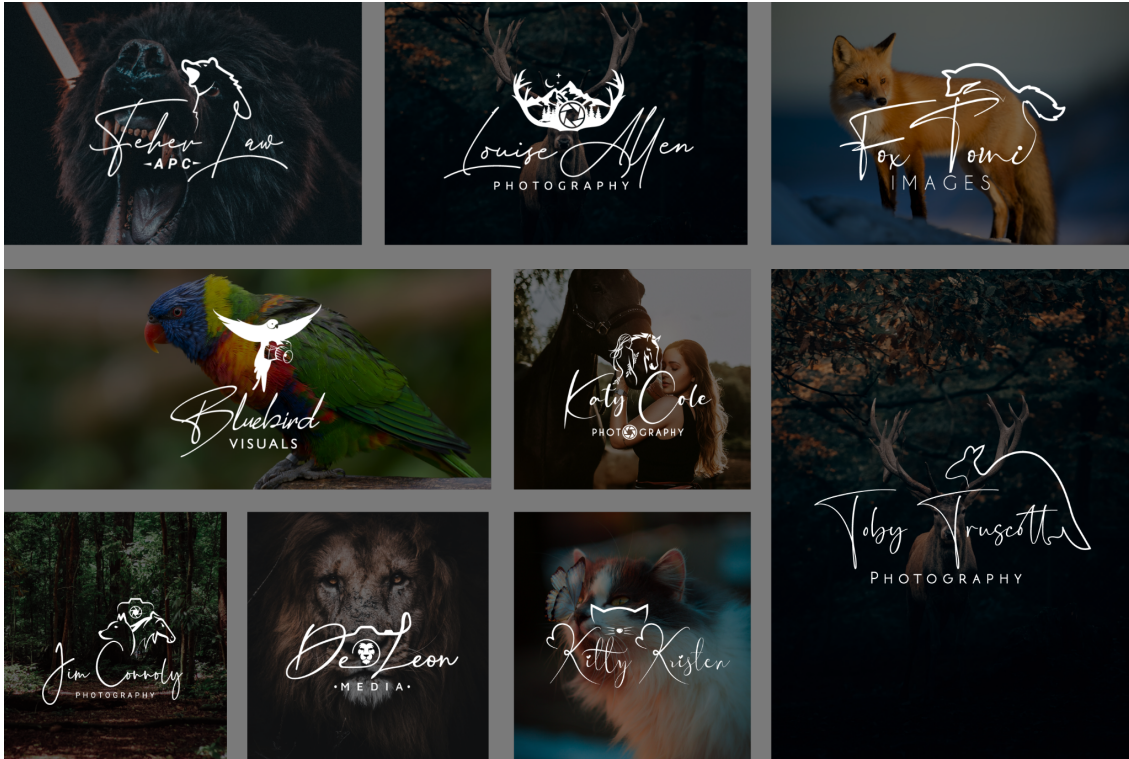 Feher Law
-APC-
Louise Allen
PHOTOGRAPHY
Fox Tomi
IMAGES
Bluebird
VISUALS
Katy Cole
PHOTOGRAPHY
Toby Truscott
PHOTOGRAPHY
Jim Connoly
PHOTOGRAPHY
De Leon
•MEDIA•
Kitty Kristen